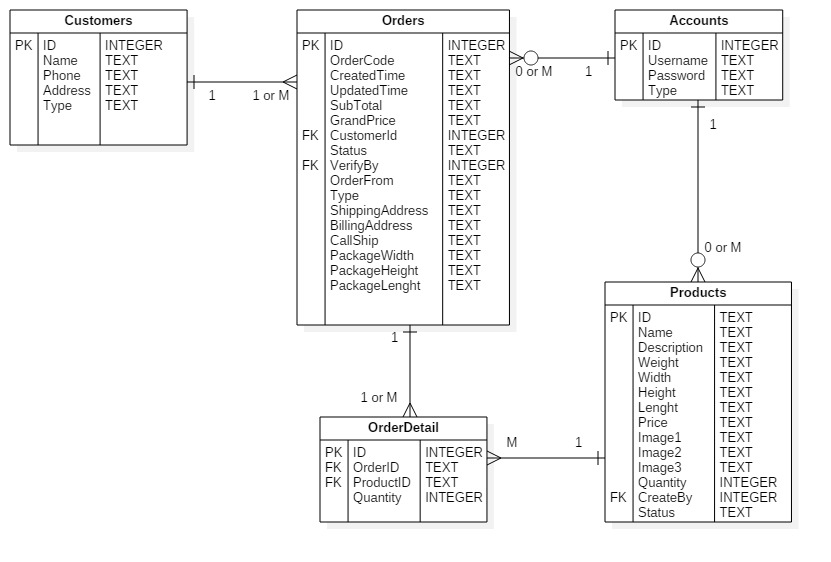 Customers
PK ID INTEGER
Name TEXT
Phone TEXT
Address TEXT
Type TEXT
1
1 or M
Orders
PK ID INTEGER
OrderCode TEXT
CreatedTime TEXT
UpdatedTime TEXT
SubTotal TEXT
GrandPrice TEXT
FK CustomerId INTEGER
Status TEXT
FK VerifyBy INTEGER
OrderFrom TEXT
Type TEXT
ShippingAddress TEXT
BillingAddress TEXT
CallShip TEXT
PackageWidth TEXT
PackageHeight TEXT
PackageLenght TEXT
0 or M
1
Accounts
PK ID INTEGER
Username TEXT
Password TEXT
Type TEXT
1
0 or M
Products
PK ID TEXT
Name TEXT
Description TEXT
Weight TEXT
Width TEXT
Height TEXT
Lenght TEXT
Price TEXT
Image1 TEXT
Image2 TEXT
Image3 TEXT
Quantity INTEGER
FK CreateBy INTEGER
Status TEXT
1
1 or M
OrderDetail
PK ID INTEGER
FK OrderID TEXT
FK ProductID TEXT
Quantity INTEGER
M
1